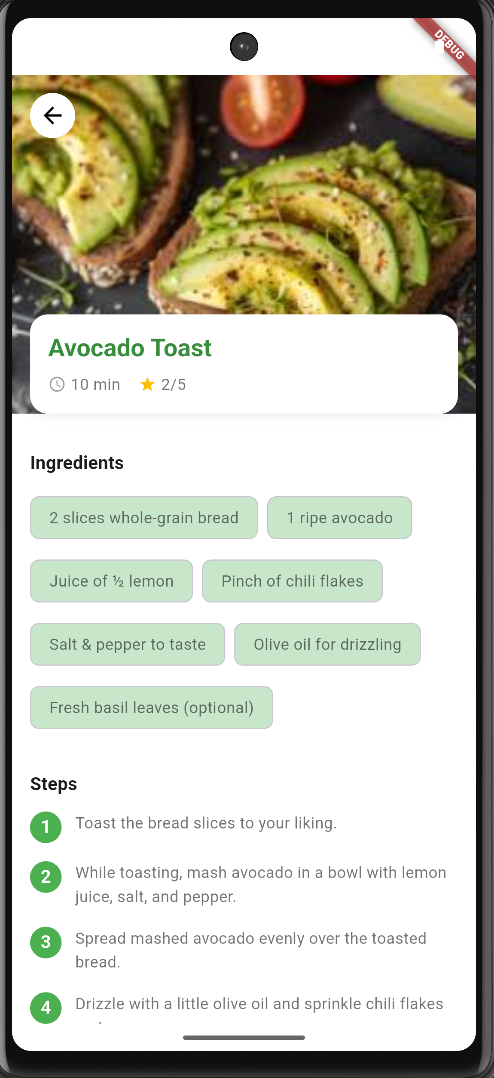 DEBUG
Avocado Toast
10 min 2/5
Ingredients
2 slices whole-grain bread 1 ripe avocado
Juice of ½ lemon Pinch of chili flakes
Salt & pepper to taste Olive oil for drizzling
Fresh basil leaves (optional)
Steps
1 Toast the bread slices to your liking.
2 While toasting, mash avocado in a bowl with lemon
juice, salt, and pepper.
3 Spread mashed avocado evenly over the toasted
bread.
4 Drizzle with a little olive oil and sprinkle chili flakes